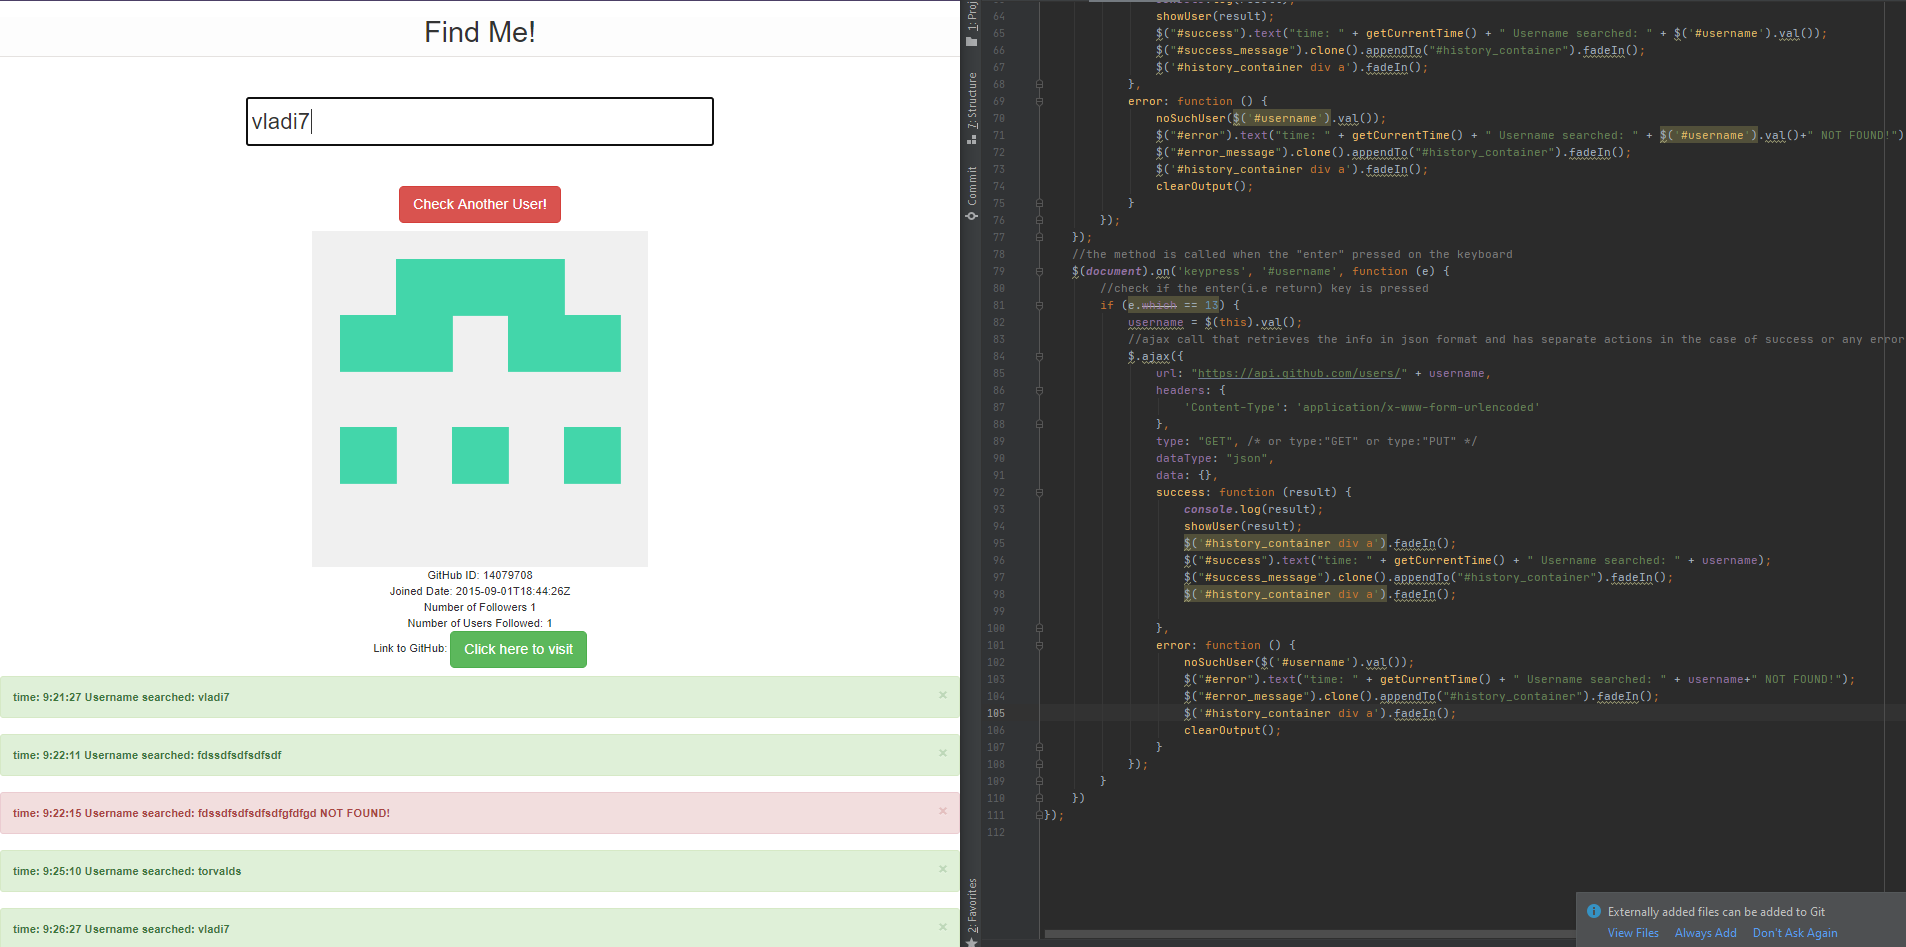 Find Me!
vladi7
Check Another User!
GitHub ID: 14079708
Joined Date: 2015-09-01T18:44:26Z
Number of Followers 1
Number of Users Followed: 1
Link to GitHub: Click here to visit
time: 9:21:27 Username searched: vladi7 ×
time: 9:22:11 Username searched: fdssdfsdfsdfsdf ×
time: 9:22:15 Username searched: fdssdfsdfsdfsdfgfdfgd NOT FOUND! ×
time: 9:25:10 Username searched: torvalds ×
time: 9:26:27 Username searched: vladi7 ×
1: Proj
7: Structure
Commit
2: Favorites
64 showUser(result);
65 $("#success").text("time: " + getCurrentTime() + " Username searched: " + $('#username').val());
66 $("#success_message").clone().appendTo("#history_container").fadeIn();
67 $('#history_container div a').fadeIn();
68 },
69 error: function () {
70 noSuchUser($('#username').val());
71 $("#error").text("time: " + getCurrentTime() + " Username searched: " + $('#username').val()+" NOT FOUND!")
72 $("#error_message").clone().appendTo("#history_container").fadeIn();
73 $('#history_container div a').fadeIn();
74 clearOutput();
75 }
76 });
77 });
78 //the method is called when the "enter" pressed on the keyboard
79 $(document).on('keypress', '#username', function (e) {
80 //check if the enter(i.e return) key is pressed
81 if (e.which == 13) {
82 username = $(this).val();
83 //ajax call that retrieves the info in json format and has separate actions in the case of success or any error
84 $.ajax({
85 url: "https://api.github.com/users/" + username,
86 headers: {
87 'Content-Type': 'application/x-www-form-urlencoded'
88 },
89 type: "GET", /* or type:"GET" or type:"PUT" */
90 dataType: "json",
91 data: {},
92 success: function (result) {
93 console.log(result);
94 showUser(result);
95 $('#history_container div a').fadeIn();
96 $("#success").text("time: " + getCurrentTime() + " Username searched: " + username);
97 $("#success_message").clone().appendTo("#history_container").fadeIn();
98 $('#history_container div a').fadeIn();
99
100 },
101 error: function () {
102 noSuchUser($('#username').val());
103 $("#error").text("time: " + getCurrentTime() + " Username searched: " + username+" NOT FOUND!");
104 $("#error_message").clone().appendTo("#history_container").fadeIn();
105 $('#history_container div a').fadeIn();
106 clearOutput();
107 }
108 });
109 }
110 })
111 });
112
Externally added files can be added to Git
View Files Always Add Don't Ask Again